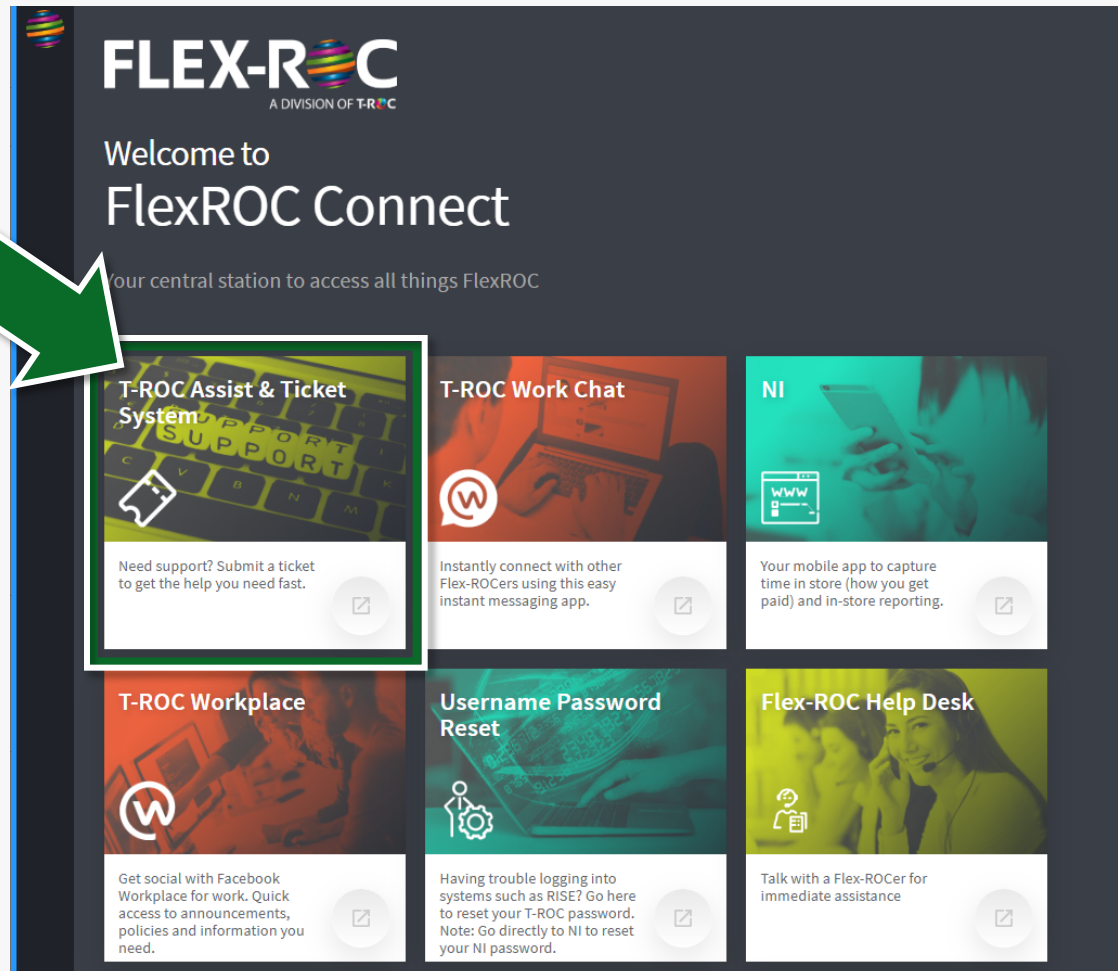 FLEX-ROC
A DIVISION OF T-ROC
Welcome to
FlexROC Connect
Your central station to access all things FlexROC
T-ROC Assist & Ticket
System
SUPPORT
SUPPORT
C
V
B
N
M
K
Need support? Submit a ticket
to get the help you need fast.
T-ROC Work Chat
W
Instantly connect with other
Flex-ROCers using this easy
instant messaging app.
NI
WWW
Your mobile app to capture
time in store (how you get
paid) and in-store reporting.
T-ROC Workplace
W
Get social with Facebook
Workplace for work. Quick
access to announcements,
policies and information you
need.
Username Password
Reset
Having trouble logging into
systems such as RISE? Go here
to reset your T-ROC password.
Note: Go directly to NI to reset
your NI password.
Flex-ROC Help Desk
Talk with a Flex-ROCer for
immediate assistance